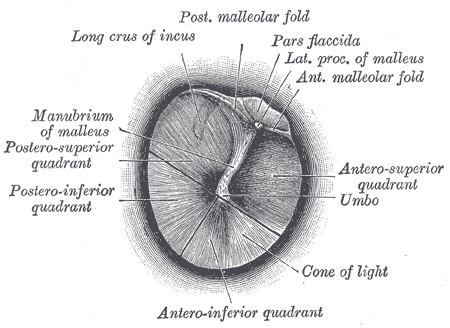 Post. malleolar fold
Long crus of incus
Pars flaccida
Lat. proc. of malleus
Ant. malleolar fold
Manubrium
of malleus
Postero-superior
quadrant
Postero-inferior
quadrant
Antero-superior
quadrant
Umbo
Cone of light
Antero-inferior quadrant